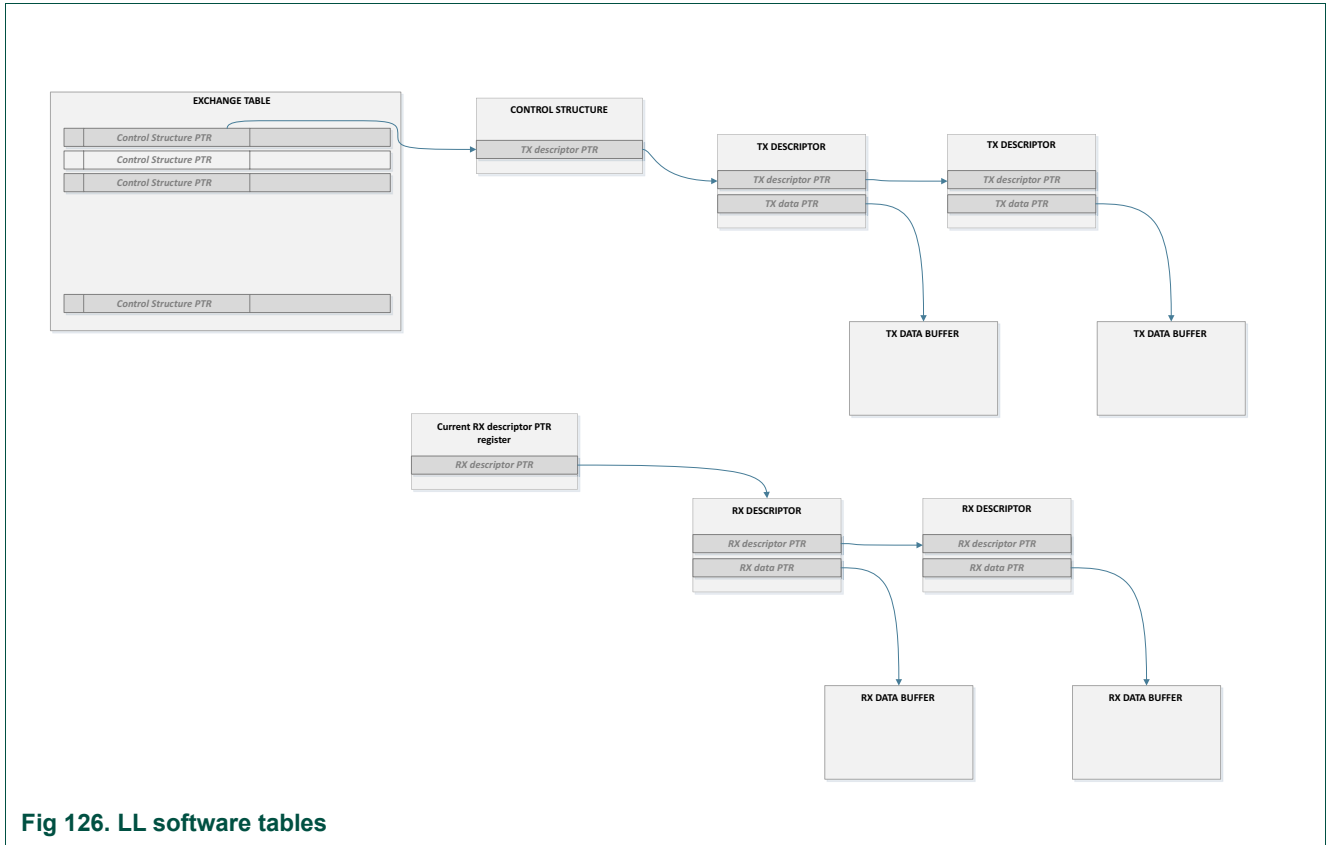 EXCHANGE TABLE
Control Structure PTR
Control Structure PTR
Control Structure PTR
Control Structure PTR
CONTROL STRUCTURE
TX descriptor PTR
TX DESCRIPTOR
TX descriptor PTR
TX data PTR
TX DESCRIPTOR
TX descriptor PTR
TX data PTR
TX DATA BUFFER
TX DATA BUFFER
Current RX descriptor PTR
register
RX descriptor PTR
RX DESCRIPTOR
RX descriptor PTR
RX data PTR
RX DESCRIPTOR
RX descriptor PTR
RX data PTR
RX DATA BUFFER
RX DATA BUFFER
Fig 126. LL software tables